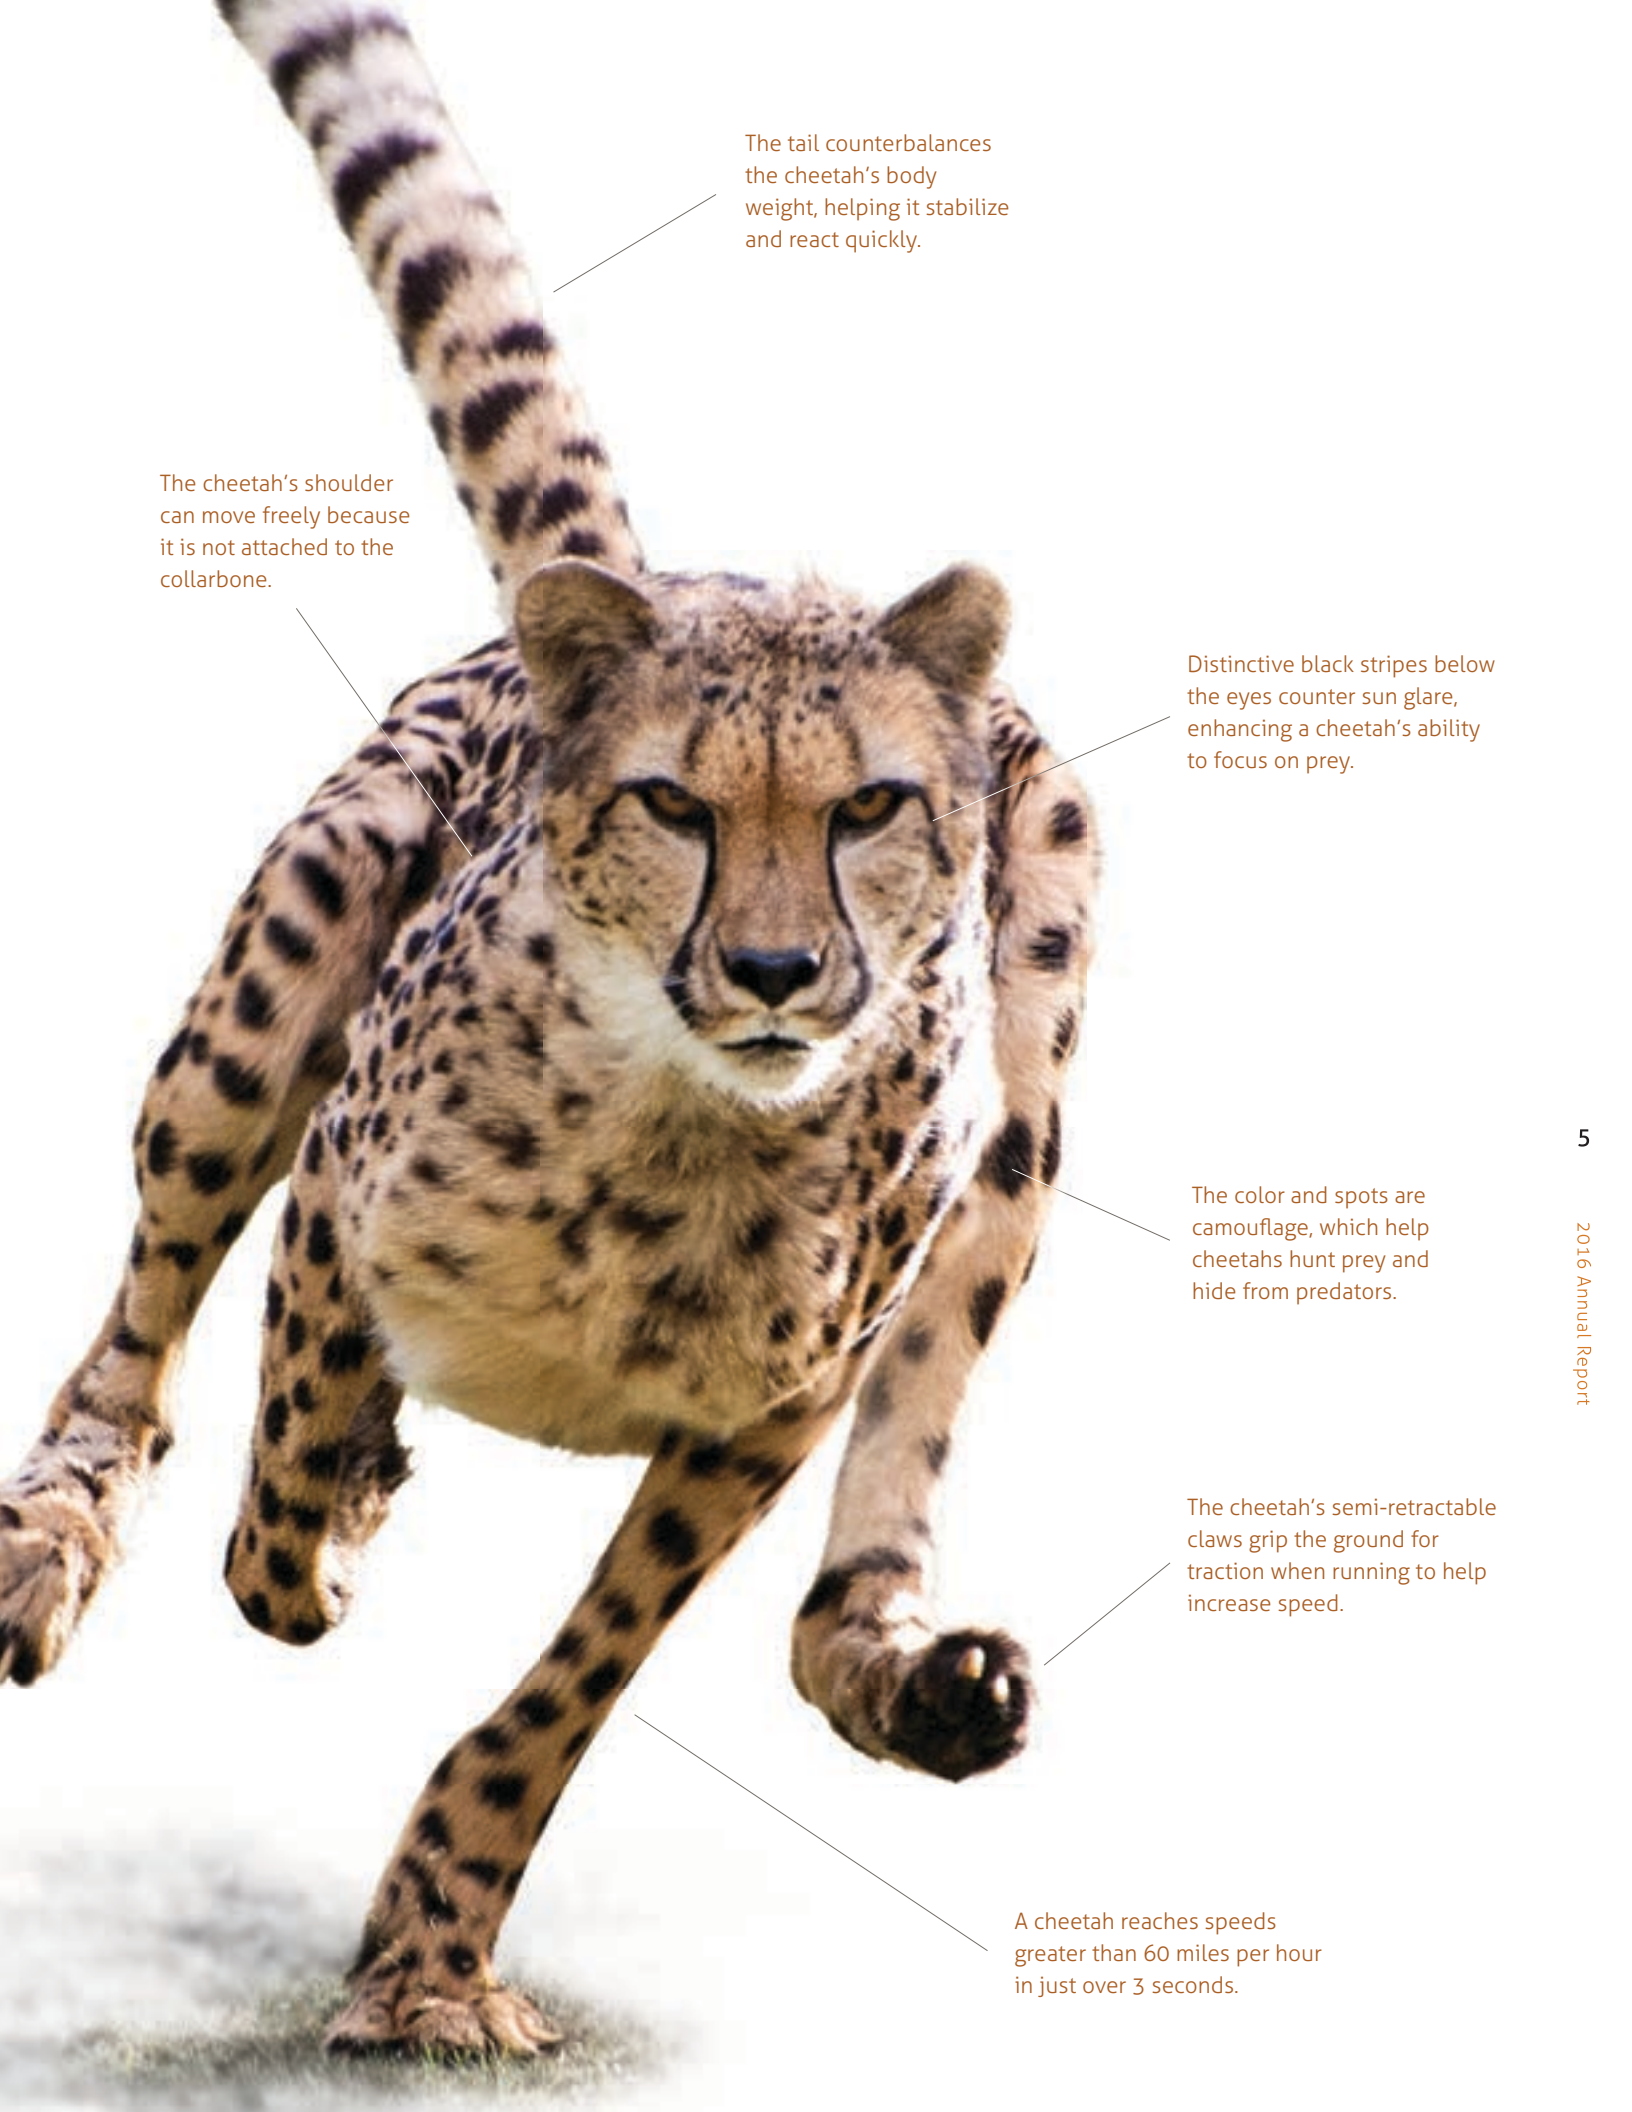 The tail counterbalances
the cheetah's body
weight, helping it stabilize
and react quickly.
The cheetah's shoulder
can move freely because
it is not attached to the
collarbone.
Distinctive black stripes below
the eyes counter sun glare,
enhancing a cheetah's ability
to focus on prey.
5
2016 Annual Report
The color and spots are
camouflage, which help
cheetahs hunt prey and
hide from predators.
The cheetah's semi-retractable
claws grip the ground for
traction when running to help
increase speed.
A cheetah reaches speeds
greater than 60 miles per hour
in just over 3 seconds.